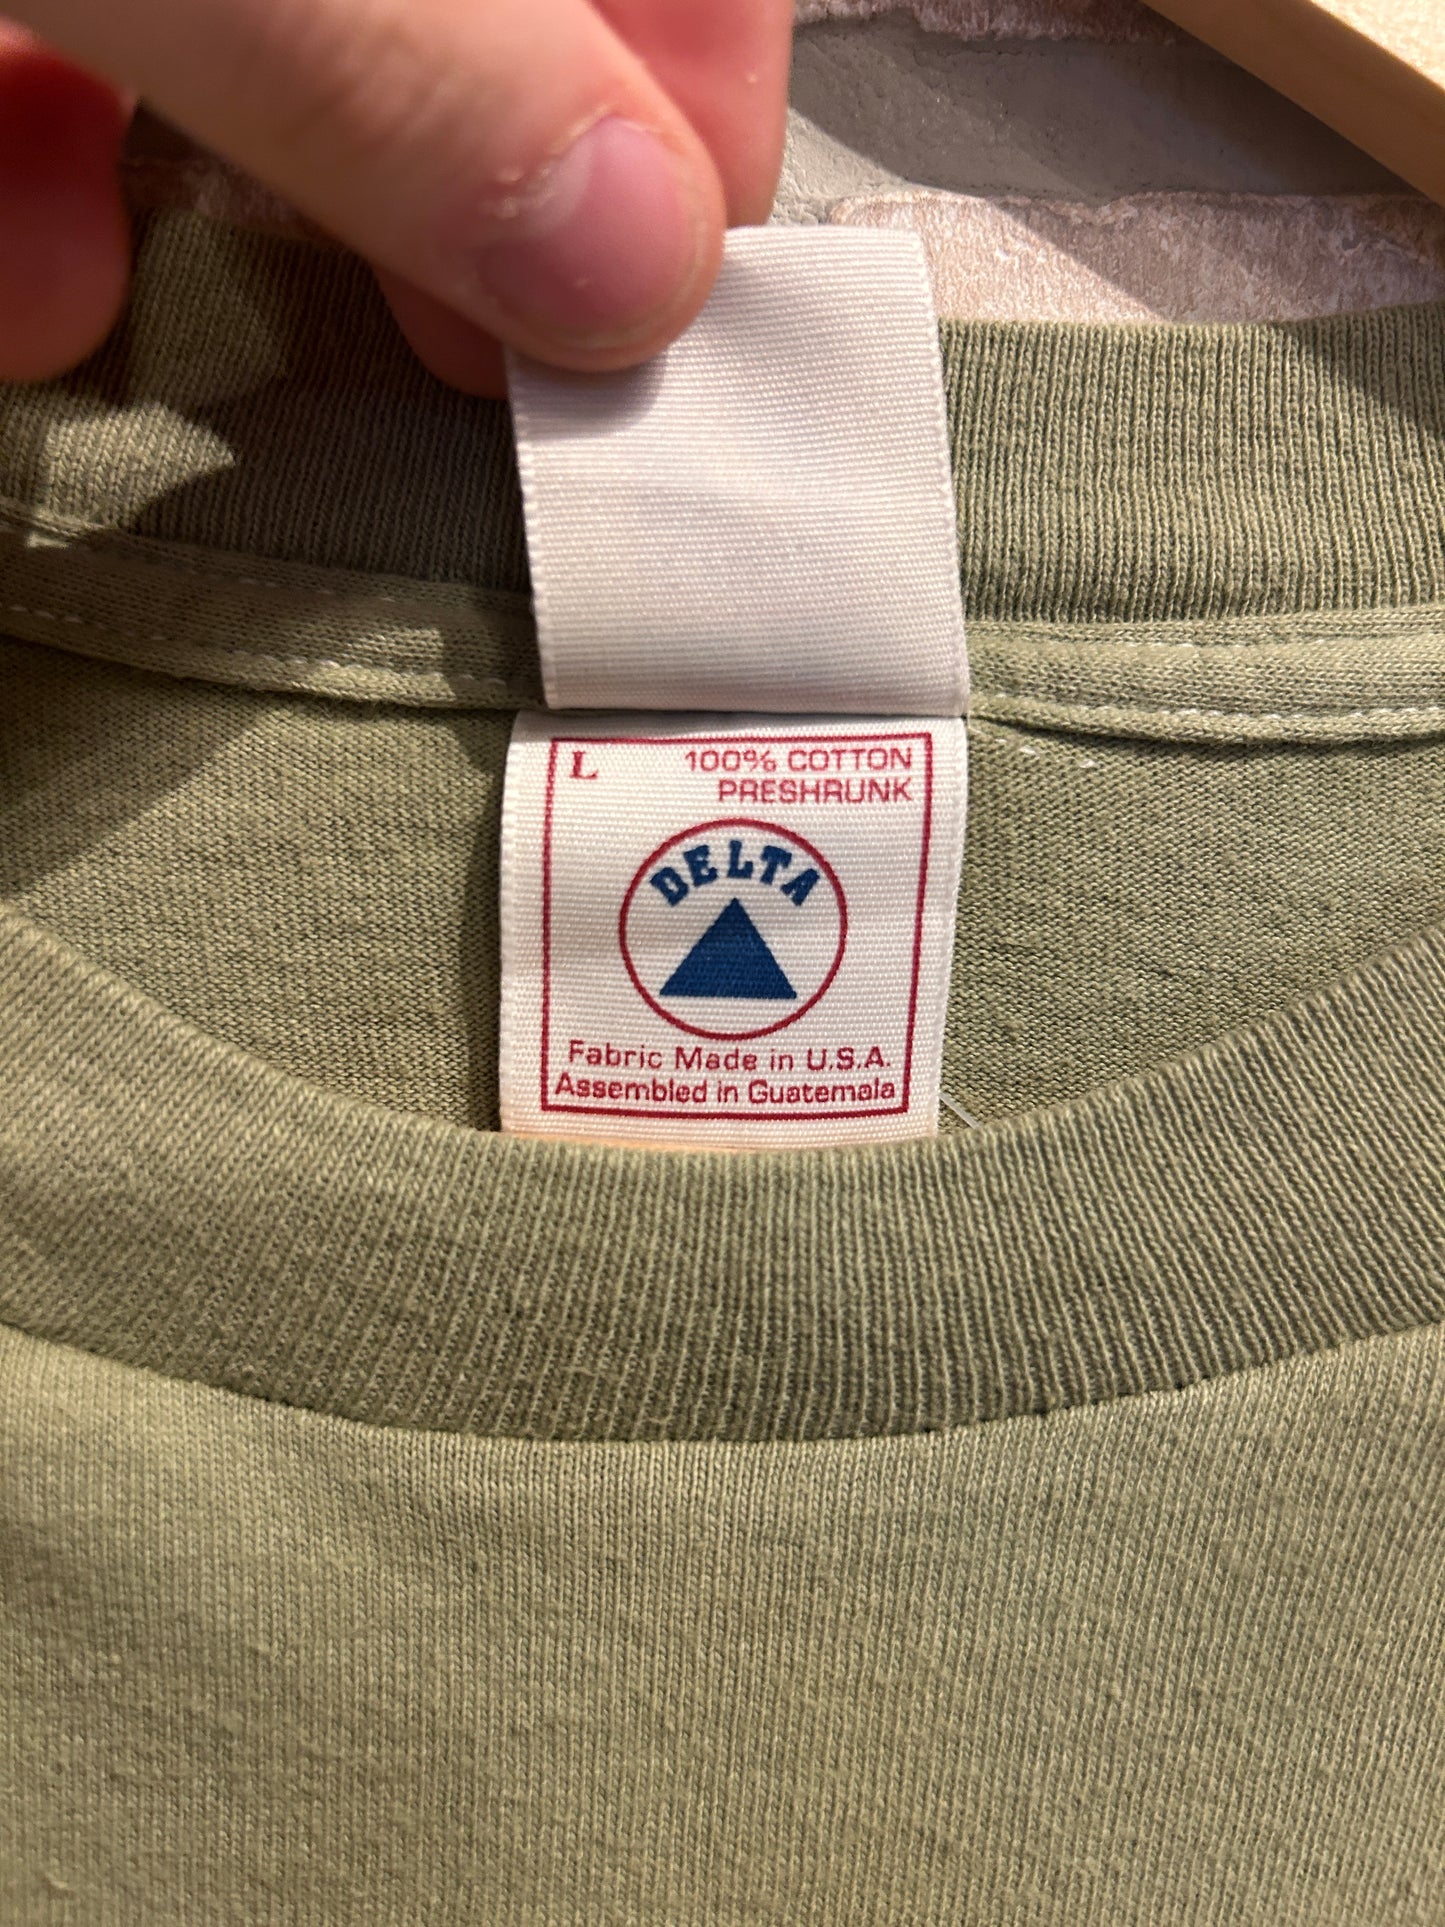 L
100% COTTON
PRESHRUNK
DELTA
Fabric Made in U.S.A.
Assembled in Guatemala